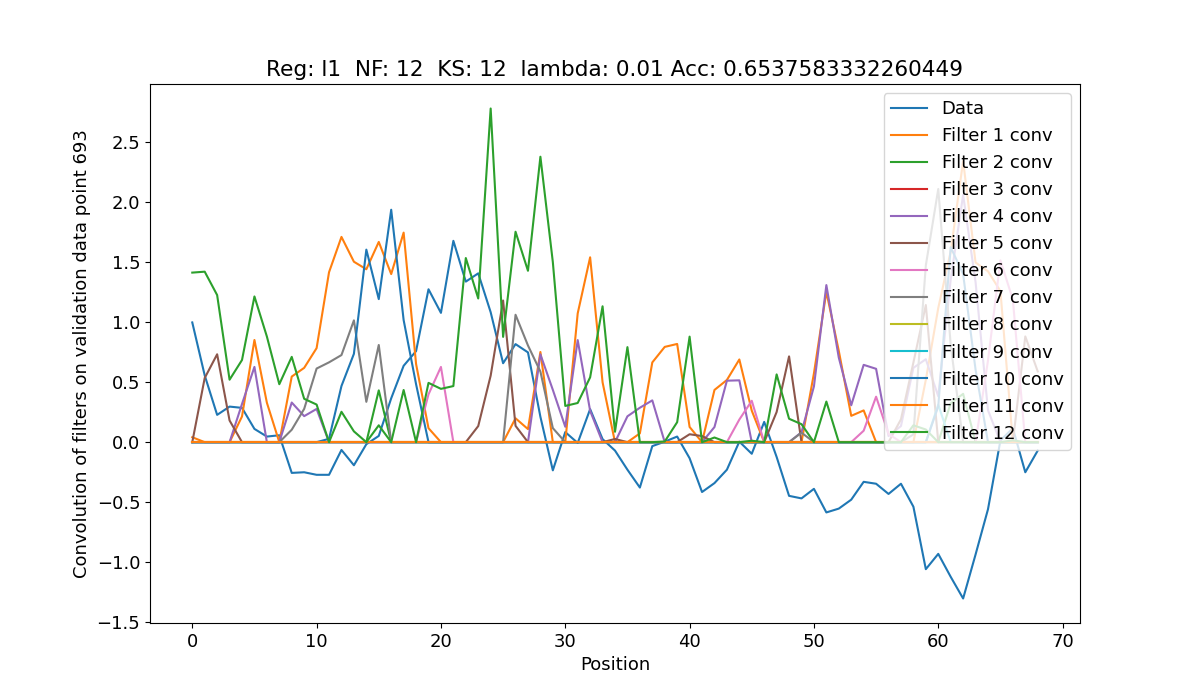 Reg: l1  NF: 12  KS: 12  lambda: 0.01 Acc: 0.6537583332260449
Convolution of filters on validation data point 693
2.5
2.0
1.5
1.0
0.5
0.0
−0.5
−1.0
−1.5
0 10 20 30 40 50 60 70
Position
Data
Filter 1 conv
Filter 2 conv
Filter 3 conv
Filter 4 conv
Filter 5 conv
Filter 6 conv
Filter 7 conv
Filter 8 conv
Filter 9 conv
Filter 10 conv
Filter 11 conv
Filter 12 conv